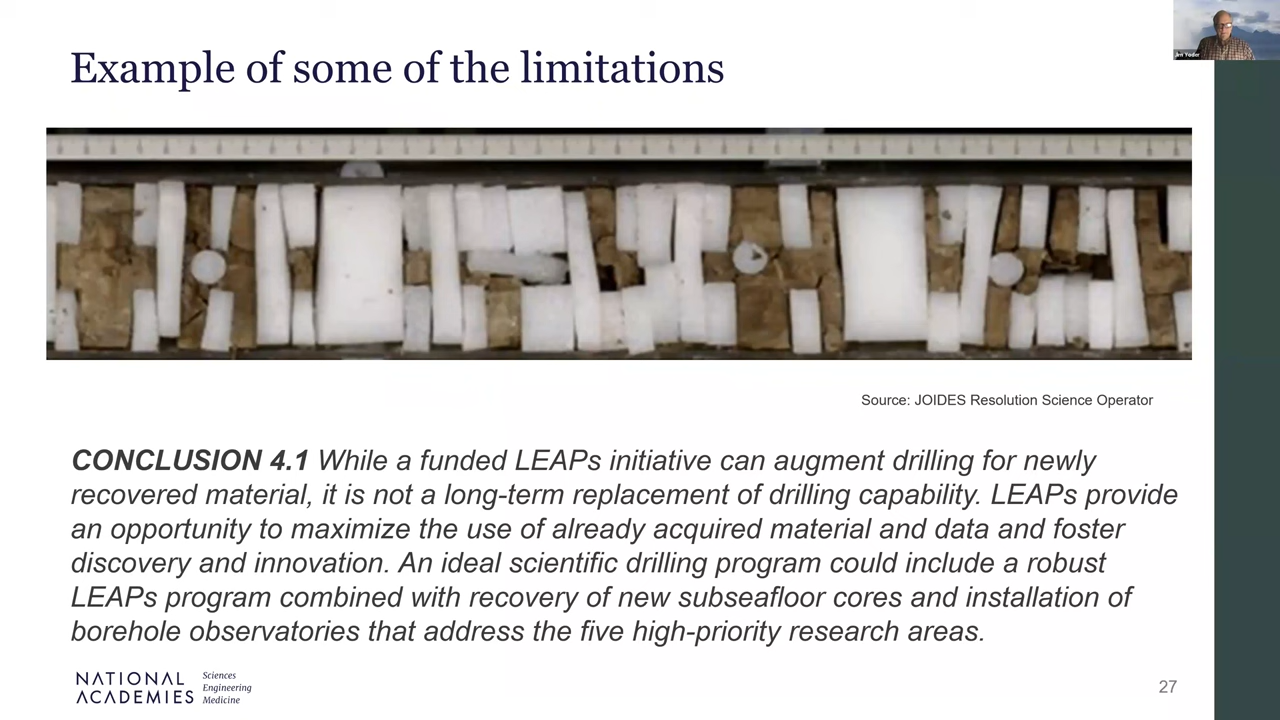 Example of some of the limitations
Jim Yoder
Source: JOIDES Resolution Science Operator
CONCLUSION 4.1 While a funded LEAPs initiative can augment drilling for newly
recovered material, it is not a long-term replacement of drilling capability. LEAPs provide
an opportunity to maximize the use of already acquired material and data and foster
discovery and innovation. An ideal scientific drilling program could include a robust
LEAPs program combined with recovery of new subseafloor cores and installation of
borehole observatories that address the five high-priority research areas.
NATIONAL
ACADEMIES
Sciences
Engineering
Medicine
27